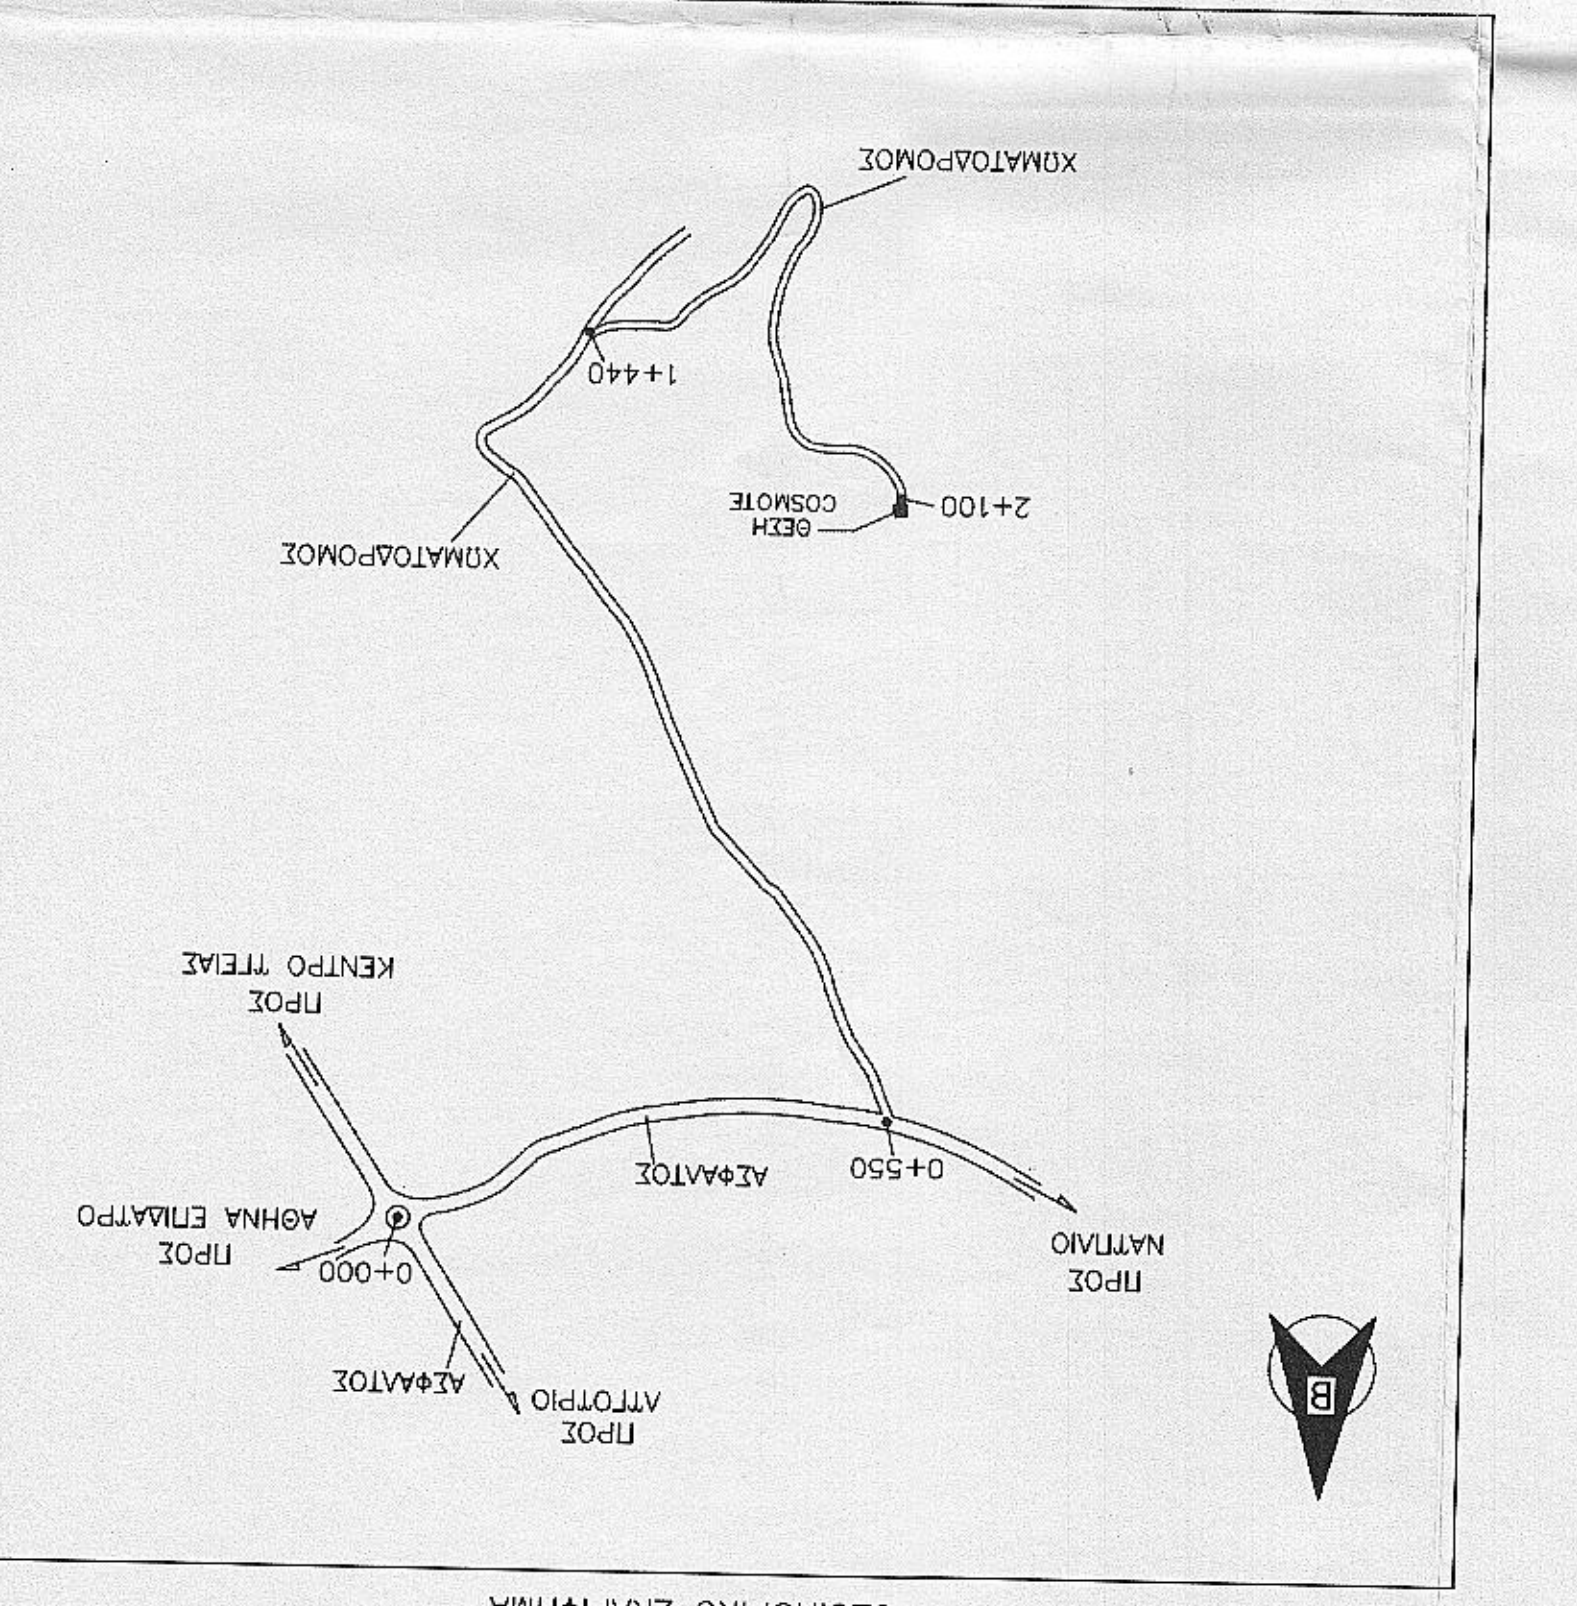 ΠΡΟΣ
ΛΥΓΟΥΡΙΟ
ΑΣΦΑΛΤΟΣ
Β
ΠΡΟΣ
ΝΑΥΠΛΙΟ
0+000
ΠΡΟΣ
ΑΘΗΝΑ ΕΠΙΔΑΥΡΟ
0+550
ΑΣΦΑΛΤΟΣ
ΠΡΟΣ
ΚΕΝΤΡΟ ΥΓΕΙΑΣ
ΧΩΜΑΤΟΔΡΟΜΟΣ
2+100
ΘΕΣΗ
COSMOTE
1+440
ΧΩΜΑΤΟΔΡΟΜΟΣ